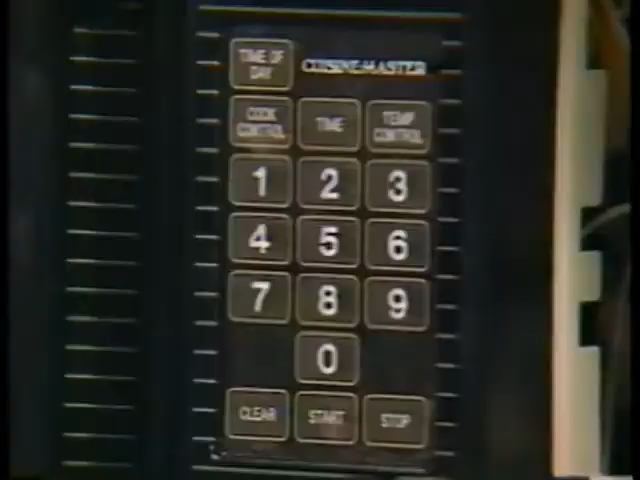 TIME OF
DAY
CUISINE-MASTER
COOK
CONTROL
TIME
TEMP
CONTROL
1 2 3
4 5 6
7 8 9
0
CLEAR START STOP